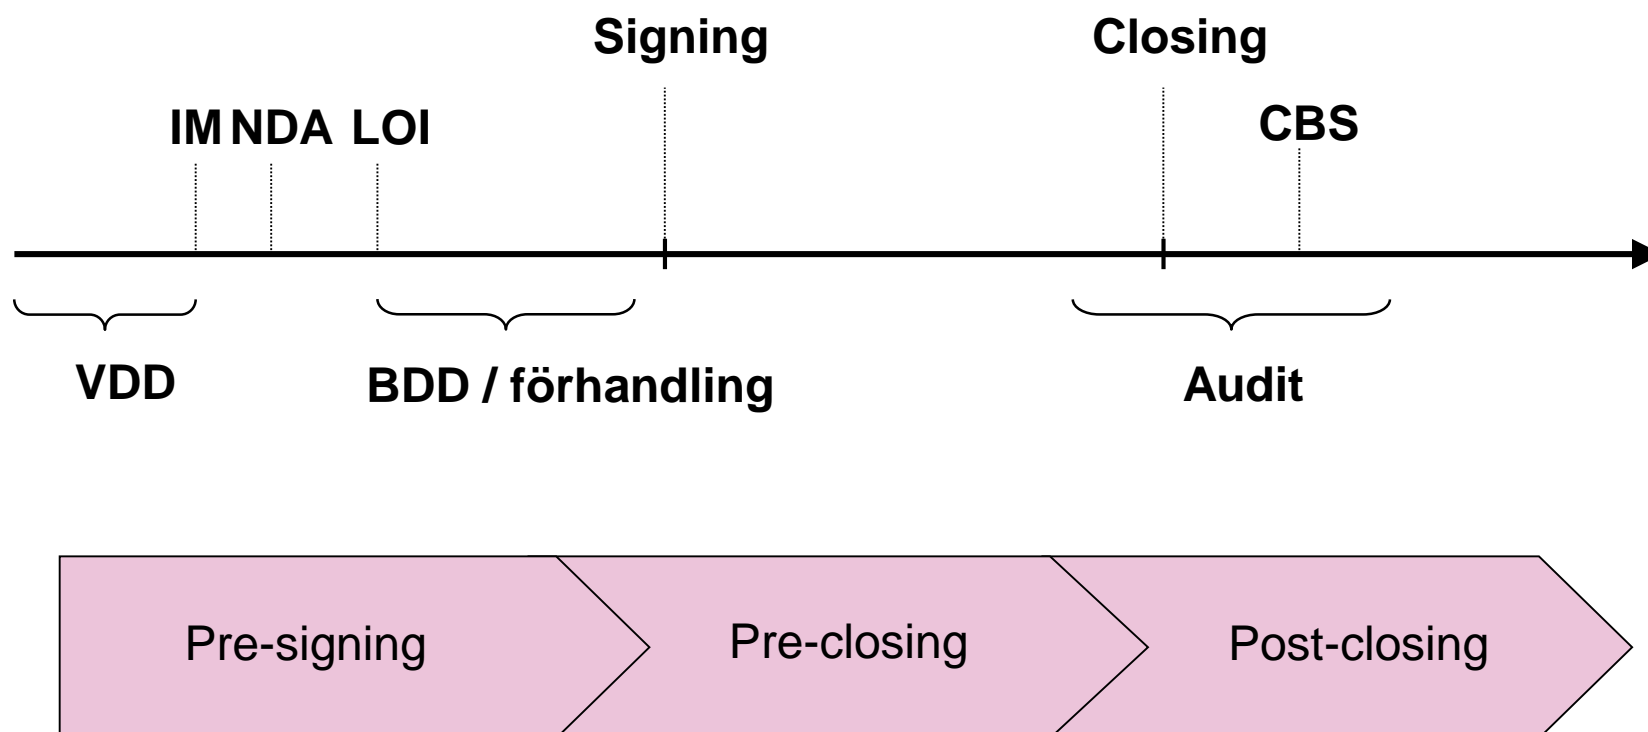 Signing Closing
IM NDA LOI CBS
VDD BDD / förhandling Audit
Pre-signing Pre-closing Post-closing